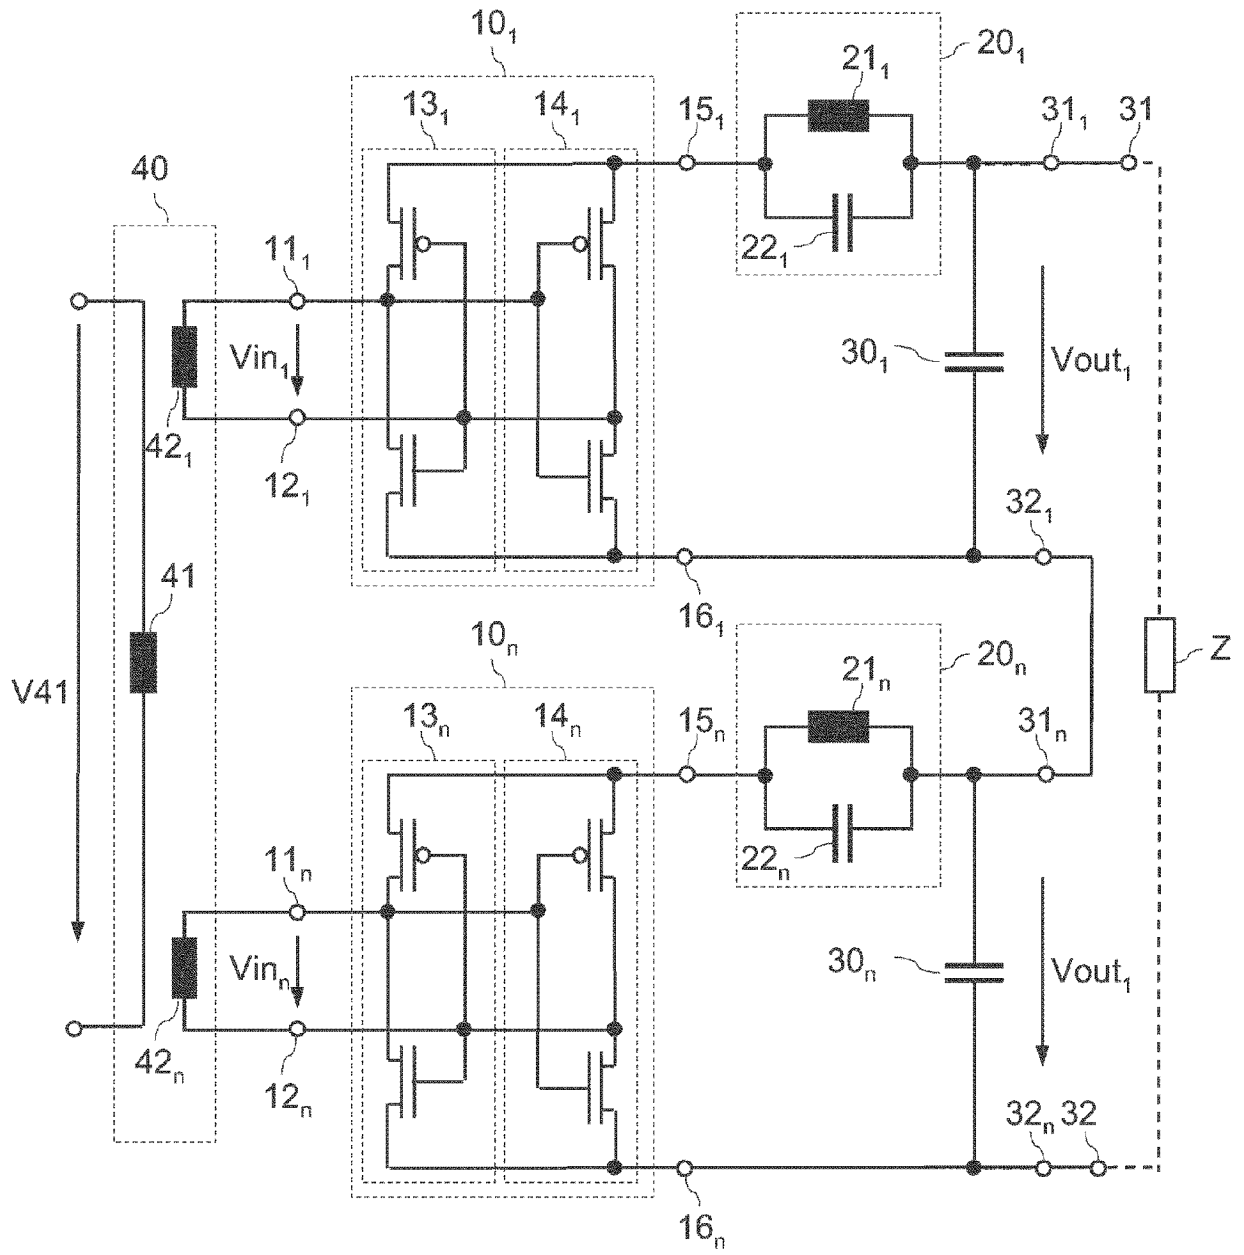 10₁
20₁
13₁ 14₁ 15₁ 21₁ 31₁ 31
40
11₁ 22₁
Vin₁ 30₁ Vout₁
42₁
12₁ 32₁
41
16₁
10ₙ 20ₙ Z
V41
13ₙ 14ₙ 15ₙ 21ₙ 31ₙ
11ₙ 22ₙ
Vinₙ 30ₙ Vout₁
42ₙ
12ₙ
32ₙ 32
16ₙ